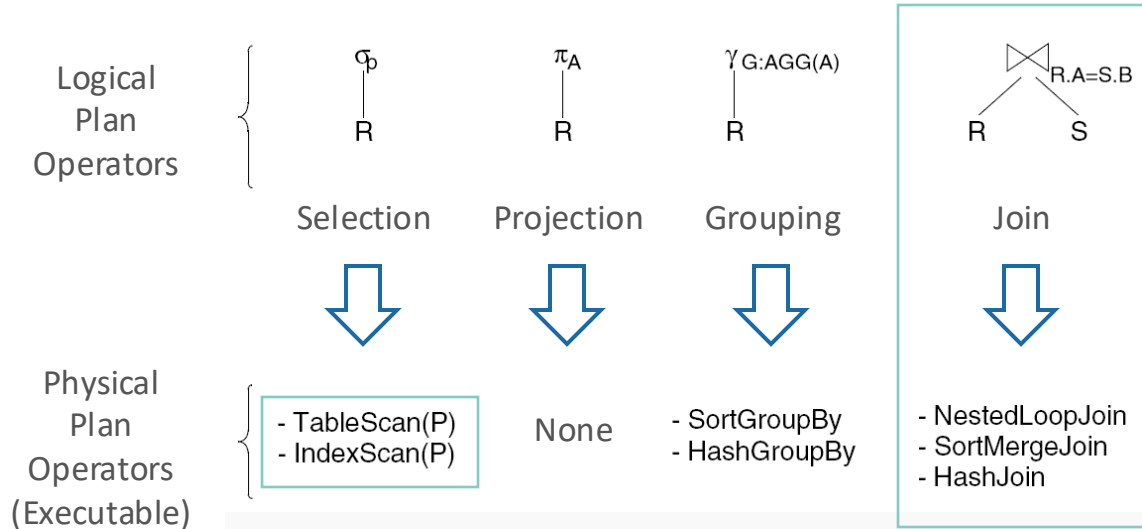 Logical
Plan
Operators
σp
R
πA
R
γ G:AGG(A)
R
⋈ R.A=S.B
R S
Selection
Projection
Grouping
Join
Physical
Plan
Operators
(Executable)
- TableScan(P)
- IndexScan(P)
None
- SortGroupBy
- HashGroupBy
- NestedLoopJoin
- SortMergeJoin
- HashJoin